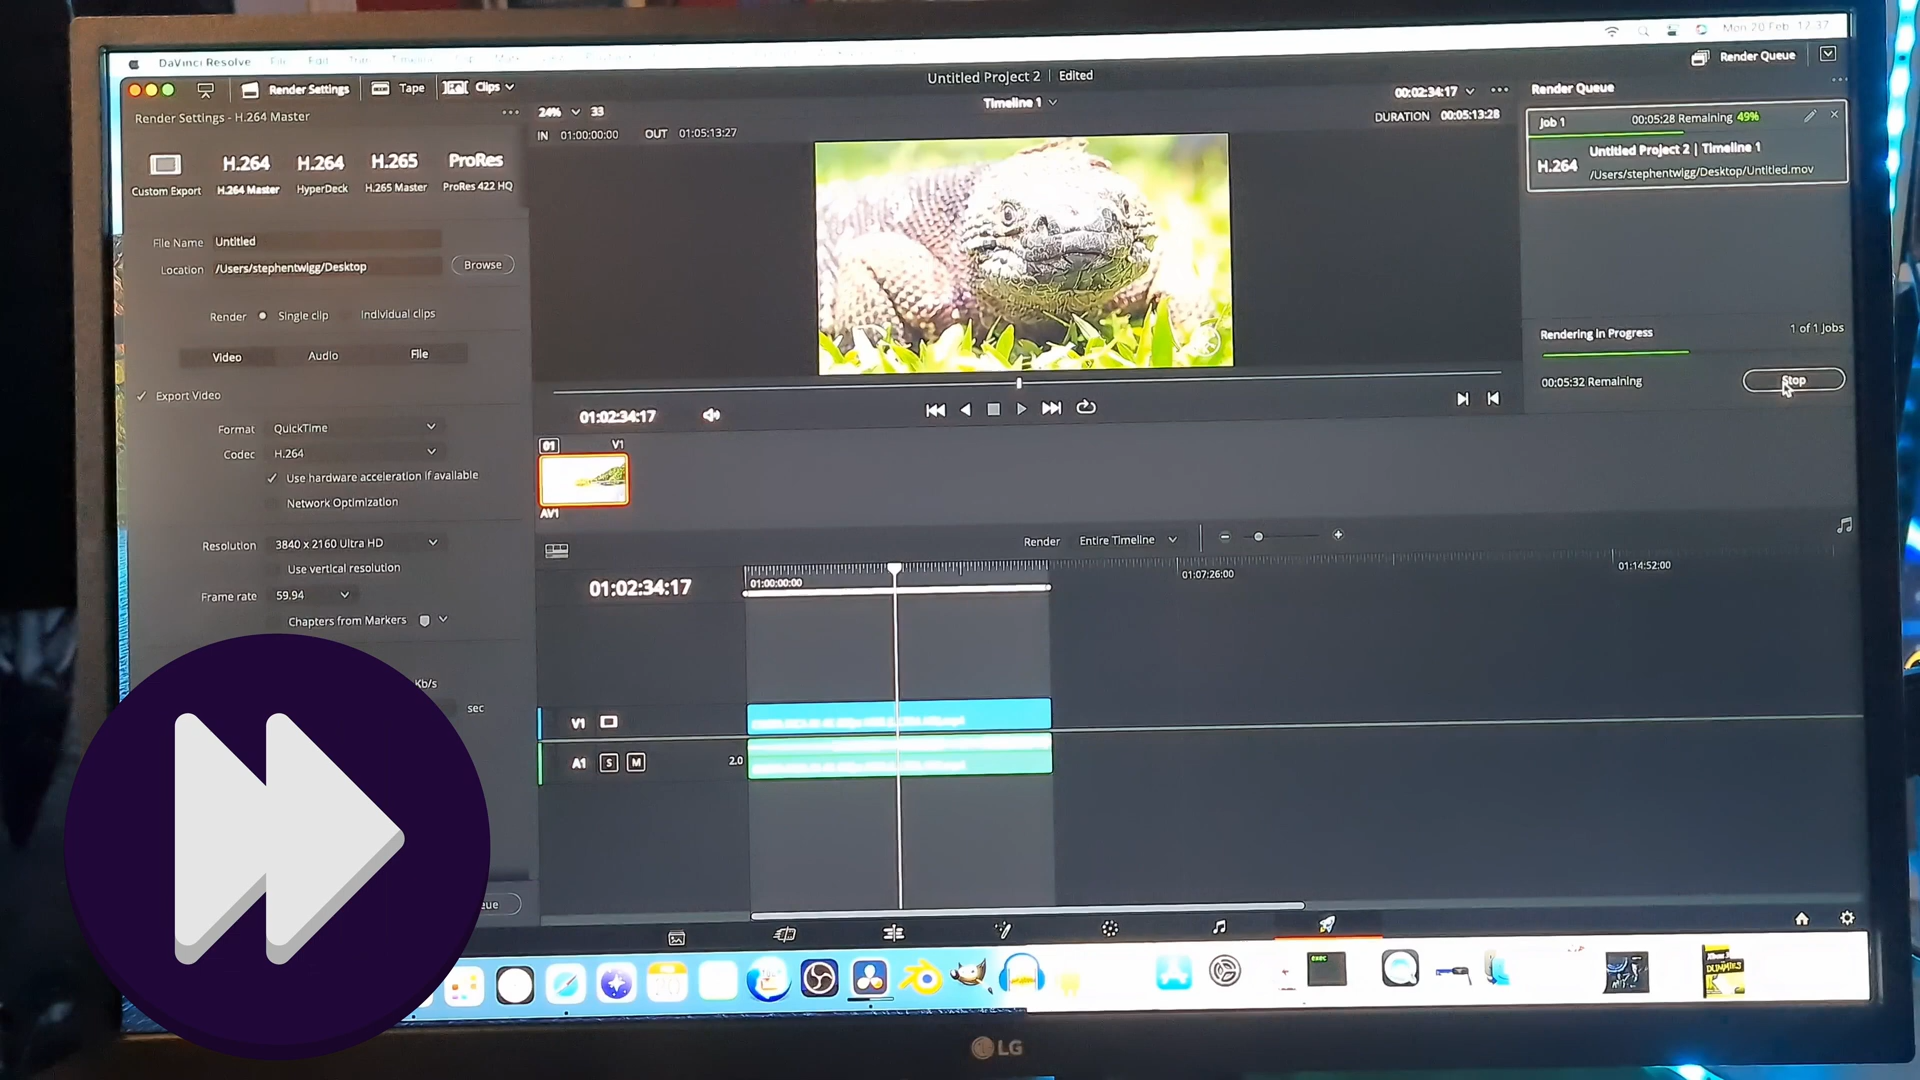 DaVinci Resolve
Mon 20 Feb 12.37
Render Settings
Tape
Clips
Untitled Project 2 | Edited
Render Queue
Render Settings - H.264 Master
24%
33
Timeline 1
00:02:34:17
Render Queue
IN 01:00:00:00 OUT 01:05:13:27
DURATION 00:05:13:28
Job 1 00:05:28 Remaining 49%
H.264 H.264 H.265 ProRes
Custom Export H.264 Master HyperDeck H.265 Master ProRes 422 HQ
H.264
Untitled Project 2 | Timeline 1
/Users/stephentwigg/Desktop/Untitled.mov
File Name Untitled
Location /Users/stephentwigg/Desktop Browse
Render Single clip Individual clips
Video Audio File
Export Video
Rendering in Progress 1 of 1 Jobs
00:05:32 Remaining Stop
01:02:34:17
Format QuickTime
Codec H.264
Use hardware acceleration if available
Network Optimization
01 V1
AV1
Resolution 3840 x 2160 Ultra HD
Use vertical resolution
Frame rate 59.94
Chapters from Markers
Kb/s
sec
Render Entire Timeline
01:02:34:17
01:00:00:00
01:07:26:00
01:14:52:00
V1
A1 S M 2.0
eue
exec
DUMMIES
LG